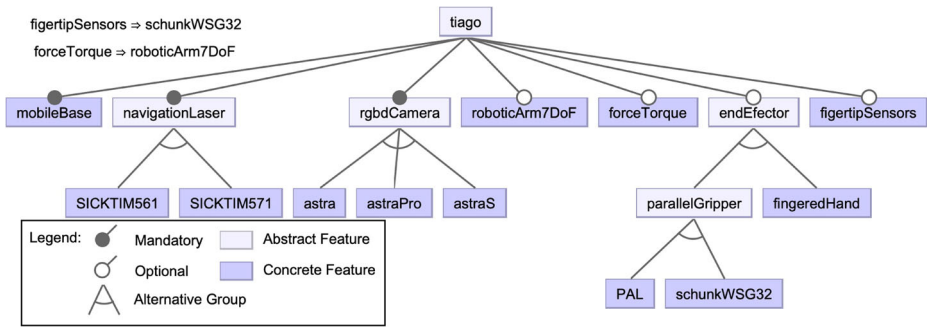 tiago
figertipSensors ⇒ schunkWSG32
forceTorque ⇒ roboticArm7DoF
mobileBase navigationLaser rgbdCamera roboticArm7DoF forceTorque endEfector figertipSensors
SICKTIM561 SICKTIM571 astra astraPro astraS parallelGripper fingeredHand
Legend: Mandatory Abstract Feature
Optional Concrete Feature
Alternative Group
PAL schunkWSG32